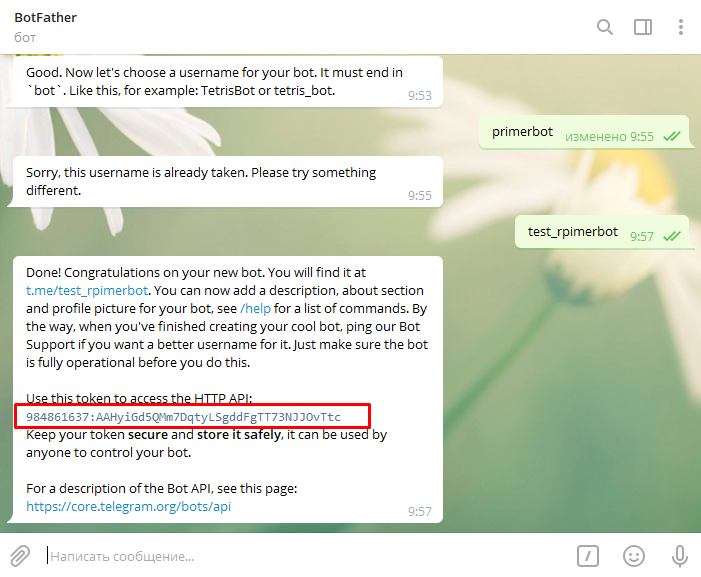 BotFather
бот
Good. Now let's choose a username for your bot. It must end in
`bot`. Like this, for example: TetrisBot or tetris_bot.
9:53
primerbot
изменено 9:55
Sorry, this username is already taken. Please try something
different.
9:55
test_rpimerbot
9:57
Done! Congratulations on your new bot. You will find it at
t.me/test_rpimerbot. You can now add a description, about section
and profile picture for your bot, see /help for a list of commands. By
the way, when you've finished creating your cool bot, ping our Bot
Support if you want a better username for it. Just make sure the bot
is fully operational before you do this.
Use this token to access the HTTP API:
984861637:AAHyiGd5QMm7DqtyLSgddFgTT73NJJOvTtc
Keep your token secure and store it safely, it can be used by
anyone to control your bot.
For a description of the Bot API, see this page:
https://core.telegram.org/bots/api
9:57
Написать сообщение...